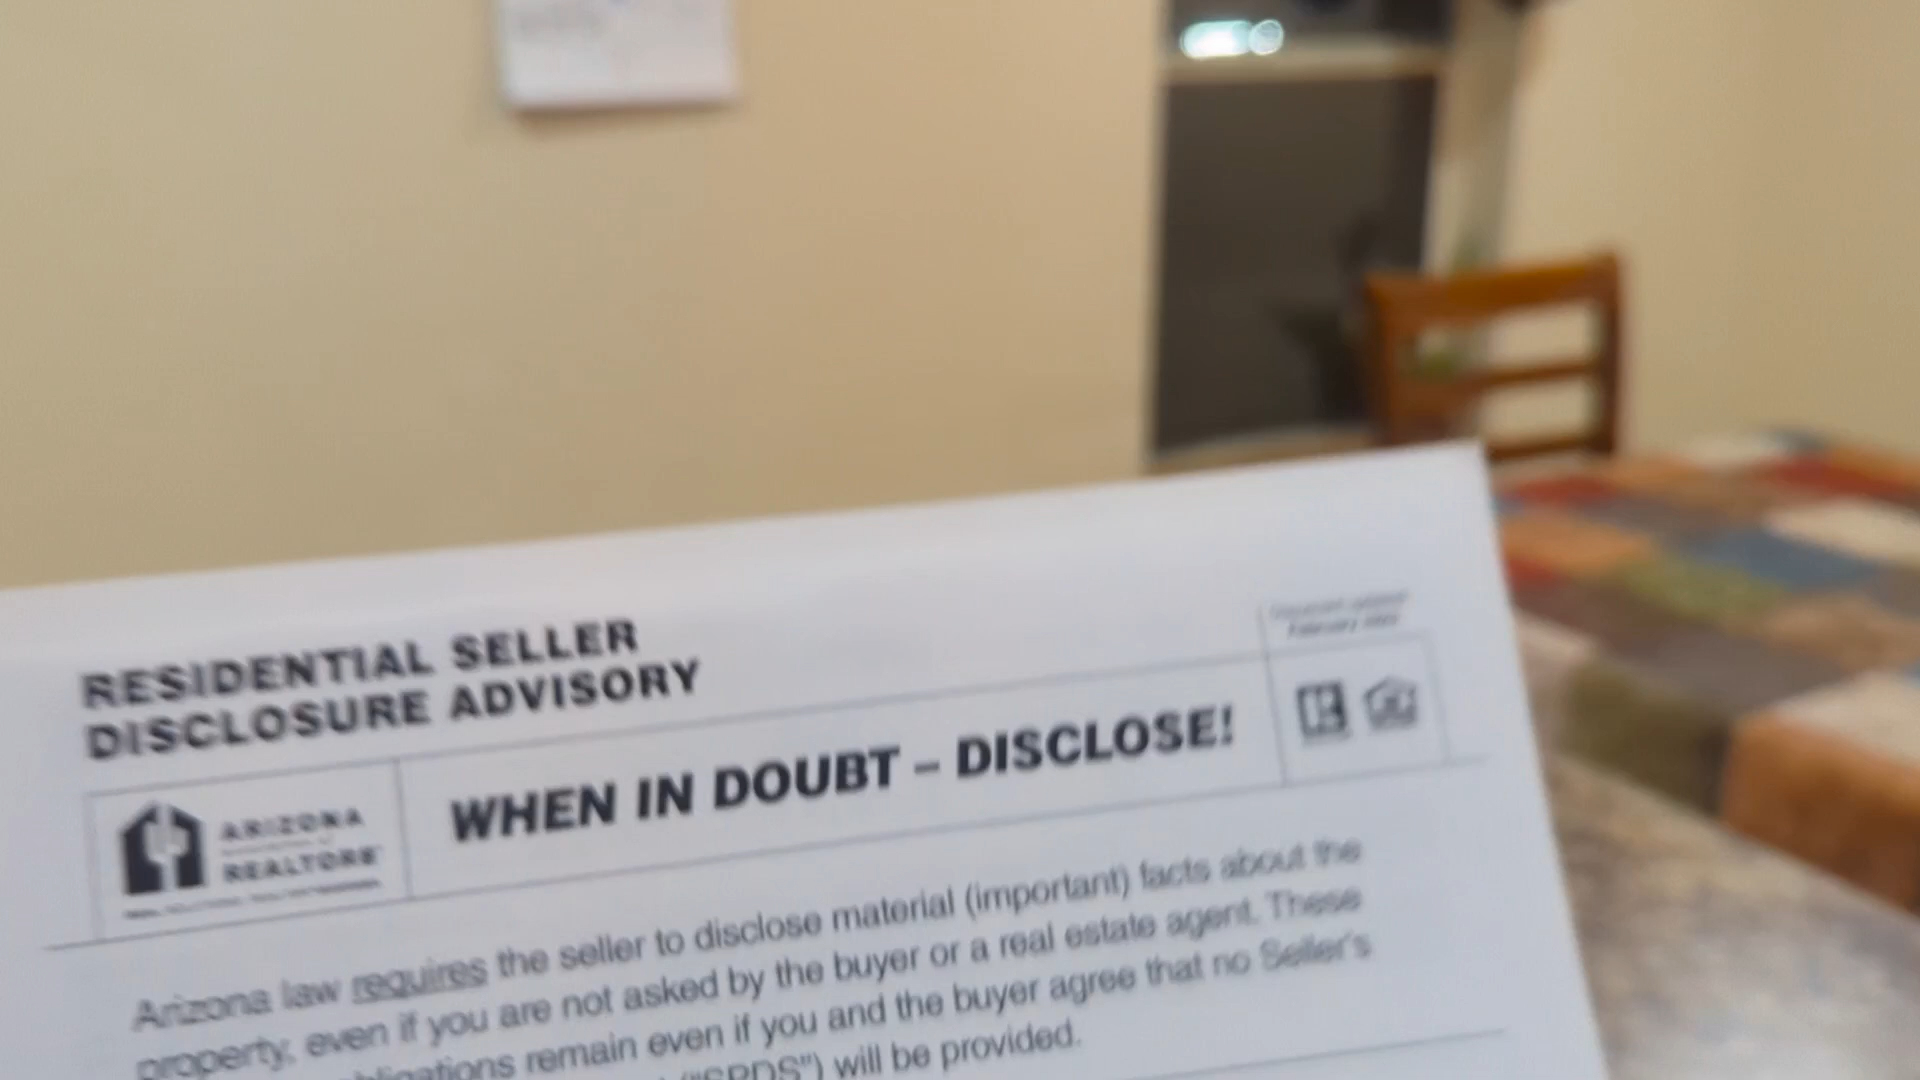 RESIDENTIAL SELLER
DISCLOSURE ADVISORY
February
WHEN IN DOUBT – DISCLOSE!
ARIZONA
REALTORS
Arizona law requires the seller to disclose material (important) facts about the
property; even if you are not asked by the buyer or a real estate agent. These
obligations remain even if you and the buyer agree that no Seller's
("SPDS") will be provided.